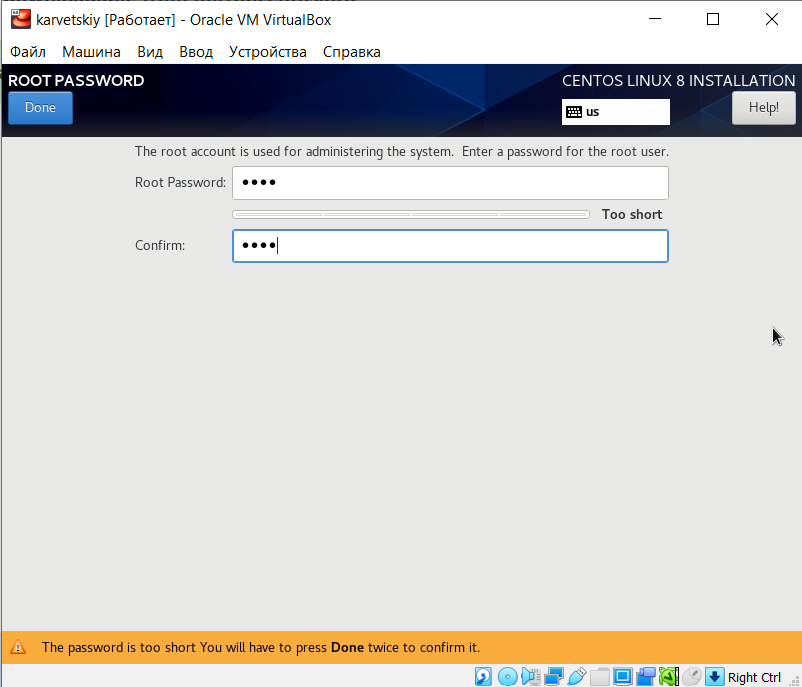 karvetskiy [Работает] - Oracle VM VirtualBox
Файл Машина Вид Ввод Устройства Справка
ROOT PASSWORD
CENTOS LINUX 8 INSTALLATION
Done
us
Help!
The root account is used for administering the system. Enter a password for the root user.
Root Password: ●●●●
Too short
Confirm: ●●●●
The password is too short You will have to press Done twice to confirm it.
Right Ctrl